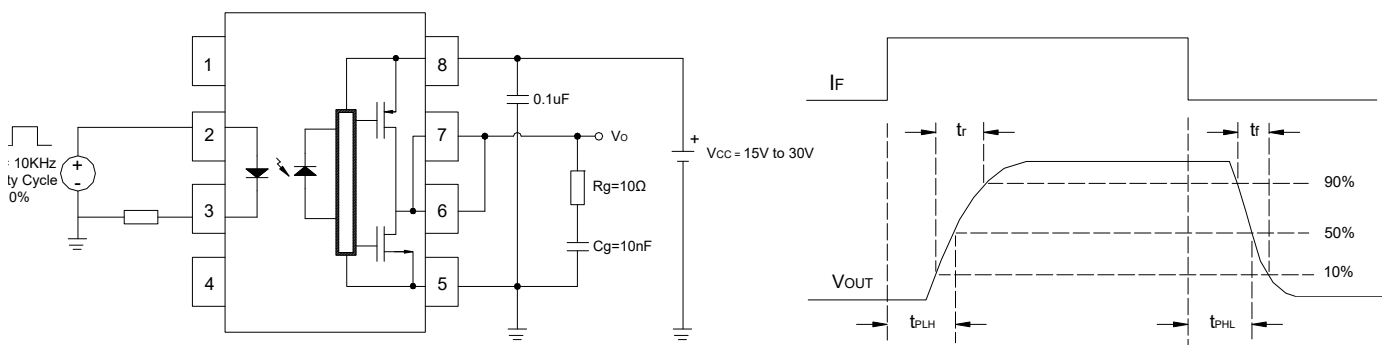 1
2
3
4
8
7
6
5
= 10KHz
ty Cycle
0%
+
-
0.1uF
VO
Rg=10Ω
Cg=10nF
+
VCC = 15V to 30V
IF
tr
tf
90%
50%
10%
VOUT
tPLH
tPHL